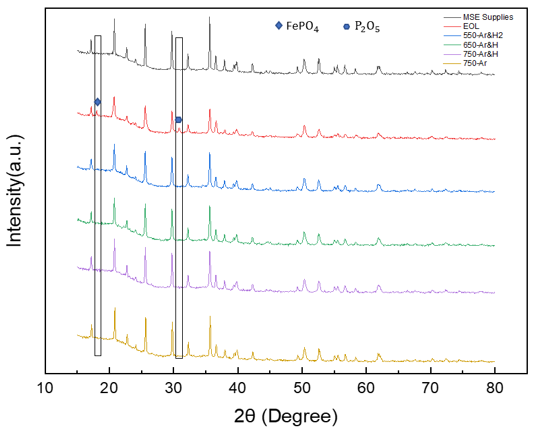 FePO₄
P₂O₅
MSE Supplies
EOL
550-Ar&H2
650-Ar&H
750-Ar&H
750-Ar
Intensity(a.u.)
10 20 30 40 50 60 70 80
2θ (Degree)